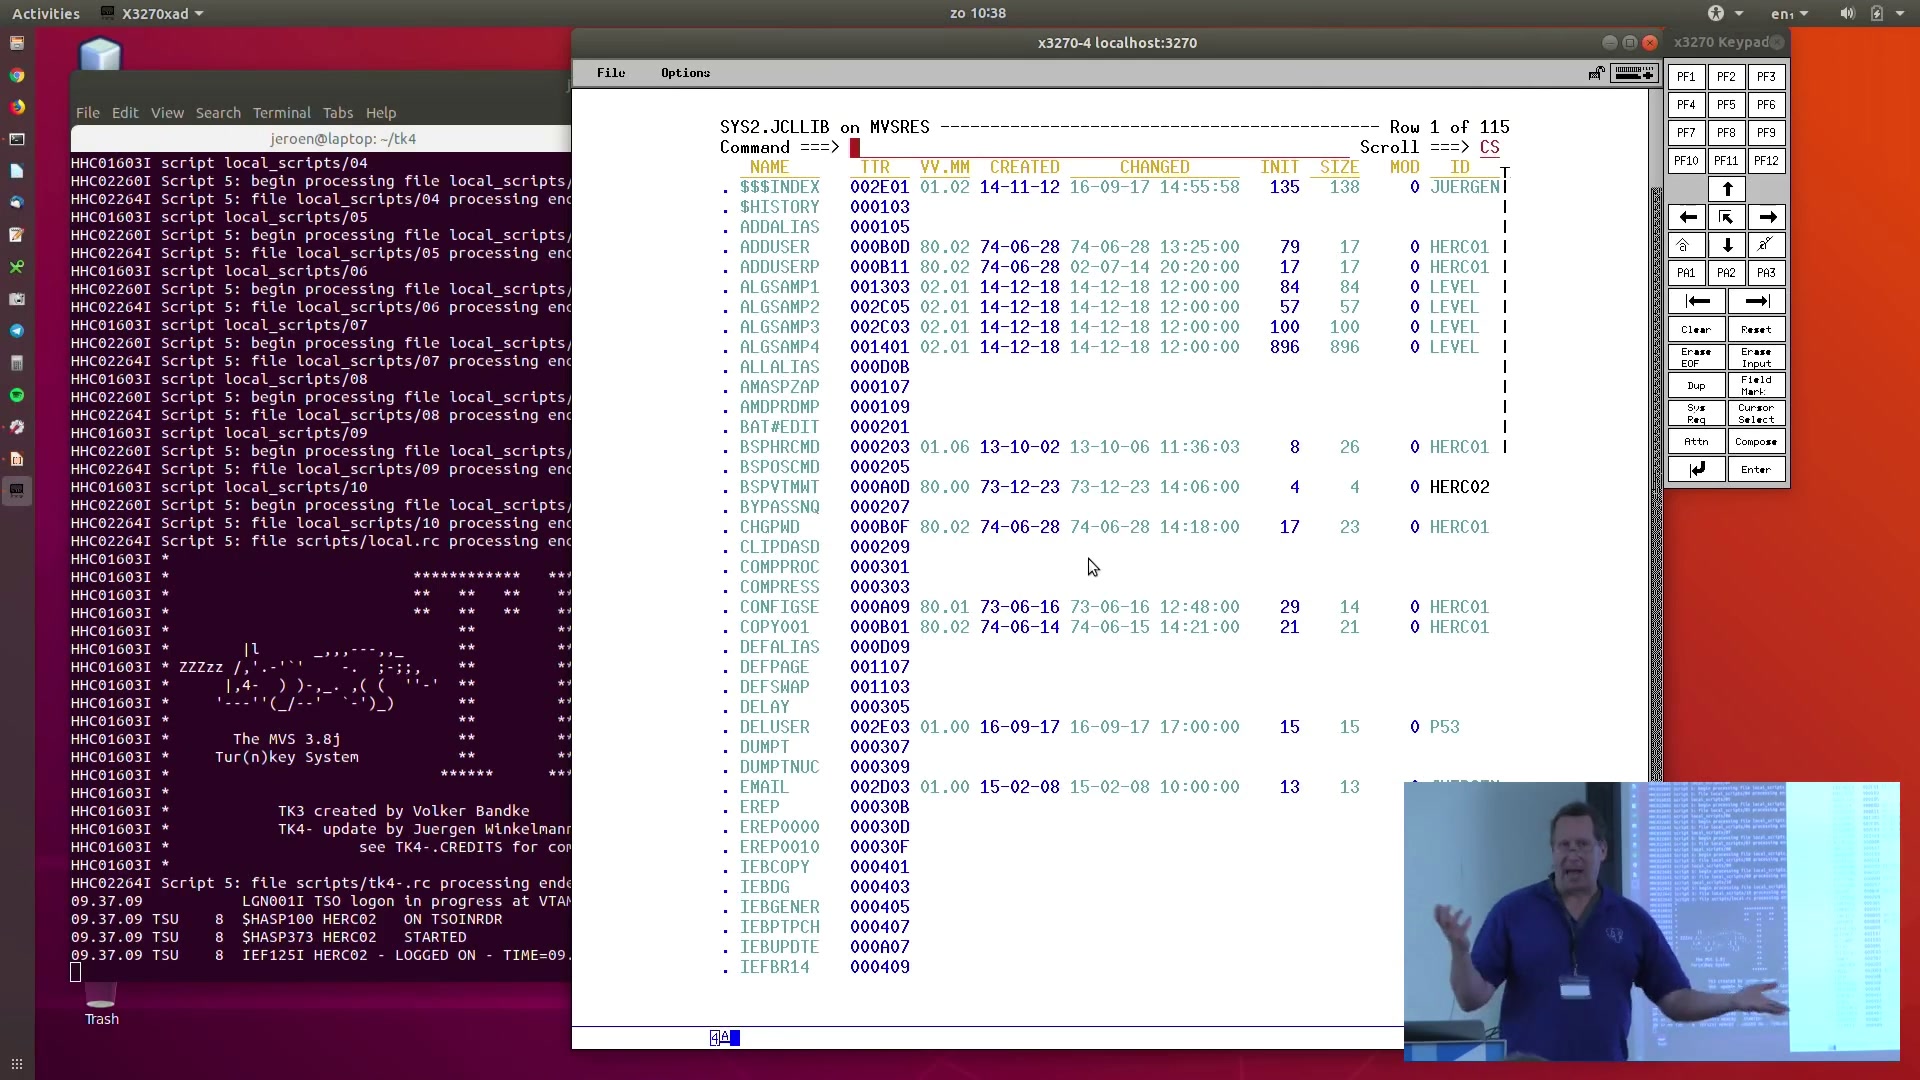 Activities X3270xad zo 10:38 en₁
x3270-4 localhost:3270
x3270 Keypad
File Options
File Edit View Search Terminal Tabs Help
jeroen@laptop: ~/tk4
HHC01603I script local_scripts/04
HHC02260I Script 5: begin processing file local_scripts/
HHC02264I Script 5: file local_scripts/04 processing end
HHC01603I script local_scripts/05
HHC02260I Script 5: begin processing file local_scripts/
HHC02264I Script 5: file local_scripts/05 processing end
HHC01603I script local_scripts/06
HHC02260I Script 5: begin processing file local_scripts/
HHC02264I Script 5: file local_scripts/06 processing end
HHC01603I script local_scripts/07
HHC02260I Script 5: begin processing file local_scripts/
HHC02264I Script 5: file local_scripts/07 processing end
HHC01603I script local_scripts/08
HHC02260I Script 5: begin processing file local_scripts/
HHC02264I Script 5: file local_scripts/08 processing end
HHC01603I script local_scripts/09
HHC02260I Script 5: begin processing file local_scripts/
HHC02264I Script 5: file local_scripts/09 processing end
HHC01603I script local_scripts/10
HHC02260I Script 5: begin processing file local_scripts/
HHC02264I Script 5: file local_scripts/10 processing end
HHC02264I Script 5: file scripts/local.rc processing end
HHC01603I *
HHC01603I * ************ ***
HHC01603I * ** ** ** **
HHC01603I * ** ** ** **
HHC01603I * ** **
HHC01603I * |l _,,,---,,_ ** **
HHC01603I * ZZZzz /,'.-'`' -. ;-;;, ** **
HHC01603I * |,4- ) )-,_. ,( ( ''-' ** **
HHC01603I * '---''(_/--' `-')_) ** **
HHC01603I * ** **
HHC01603I * The MVS 3.8j ** **
HHC01603I * Tur(n)key System ** **
HHC01603I * ****** ***
HHC01603I *
HHC01603I * TK3 created by Volker Bandke
HHC01603I * TK4- update by Juergen Winkelmann
HHC01603I * see TK4-.CREDITS for com
HHC01603I *
HHC02264I Script 5: file scripts/tk4-.rc processing ende
09.37.09 LGN001I TSO logon in progress at VTAM
09.37.09 TSU 8 $HASP100 HERC02 ON TSOINRDR
09.37.09 TSU 8 $HASP373 HERC02 STARTED
09.37.09 TSU 8 IEF125I HERC02 - LOGGED ON - TIME=09.
Trash
SYS2.JCLLIB on MVSRES -------------------------------------------- Row 1 of 115
Command ===> Scroll ===> CS
NAME TTR VV.MM CREATED CHANGED INIT SIZE MOD ID
. $$$INDEX 002E01 01.02 14-11-12 16-09-17 14:55:58 135 138 0 JUERGEN
. $HISTORY 000103
. ADDALIAS 000105
. ADDUSER 000B0D 80.02 74-06-28 74-06-28 13:25:00 79 17 0 HERC01
. ADDUSERP 000B11 80.02 74-06-28 02-07-14 20:20:00 17 17 0 HERC01
. ALGSAMP1 001303 02.01 14-12-18 14-12-18 12:00:00 84 84 0 LEVEL
. ALGSAMP2 002C05 02.01 14-12-18 14-12-18 12:00:00 57 57 0 LEVEL
. ALGSAMP3 002C03 02.01 14-12-18 14-12-18 12:00:00 100 100 0 LEVEL
. ALGSAMP4 001401 02.01 14-12-18 14-12-18 12:00:00 896 896 0 LEVEL
. ALLALIAS 000D0B
. AMASPZAP 000107
. AMDPRDMP 000109
. BAT#EDIT 000201
. BSPHRCMD 000203 01.06 13-10-02 13-10-06 11:36:03 8 26 0 HERC01
. BSPOSCMD 000205
. BSPVTMWT 000A0D 80.00 73-12-23 73-12-23 14:06:00 4 4 0 HERC02
. BYPASSNQ 000207
. CHGPWD 000B0F 80.02 74-06-28 74-06-28 14:18:00 17 23 0 HERC01
. CLIPDASD 000209
. COMPPROC 000301
. COMPRESS 000303
. CONFIGSE 000A09 80.01 73-06-16 73-06-16 12:48:00 29 14 0 HERC01
. COPY001 000B01 80.02 74-06-14 74-06-15 14:21:00 21 21 0 HERC01
. DEFALIAS 000D09
. DEFPAGE 001107
. DEFSWAP 001103
. DELAY 000305
. DELUSER 002E03 01.00 16-09-17 16-09-17 17:00:00 15 15 0 P53
. DUMPT 000307
. DUMPTNUC 000309
. EMAIL 002D03 01.00 15-02-08 15-02-08 10:00:00 13 13
. EREP 00030B
. EREP0000 00030D
. EREP0010 00030F
. IEBCOPY 000401
. IEBDG 000403
. IEBGENER 000405
. IEBPTPCH 000407
. IEBUPDTE 000A07
. IEFBR14 000409
4A
PF1 PF2 PF3
PF4 PF5 PF6
PF7 PF8 PF9
PF10 PF11 PF12
PA1 PA2 PA3
Clear Reset
Erase EOF Erase Input
Dup Field Mark
Sys Req Cursor Select
Attn Compose
Enter